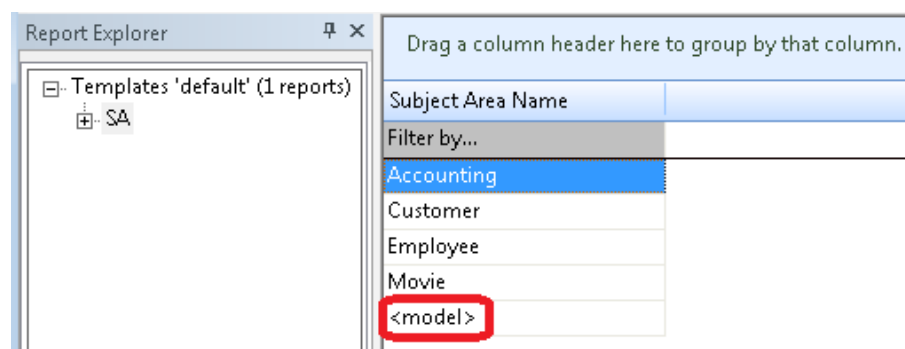 Report Explorer
Templates 'default' (1 reports)
SA
Drag a column header here to group by that column.
Subject Area Name
Filter by...
Accounting
Customer
Employee
Movie
<model>